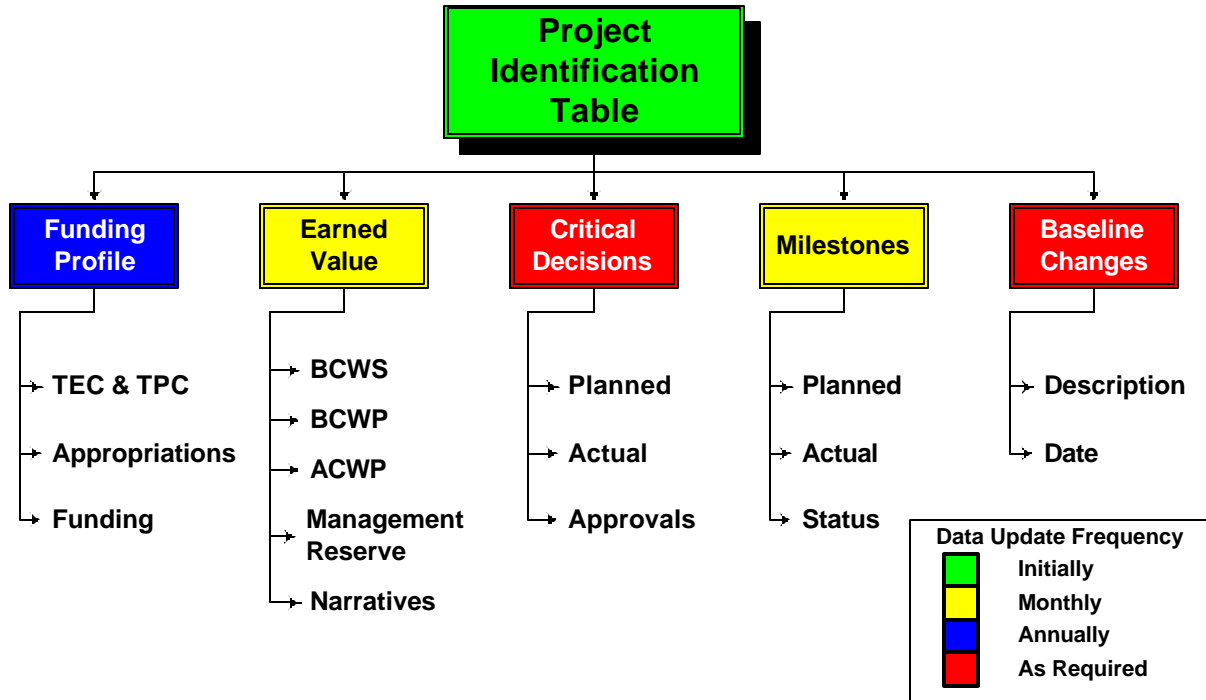 Project
Identification
Table
Funding
Profile
Earned
Value
Critical
Decisions
Milestones
Baseline
Changes
TEC & TPC
Appropriations
Funding
BCWS
BCWP
ACWP
Management
Reserve
Narratives
Planned
Actual
Approvals
Planned
Actual
Status
Description
Date
Data Update Frequency
Initially
Monthly
Annually
As Required